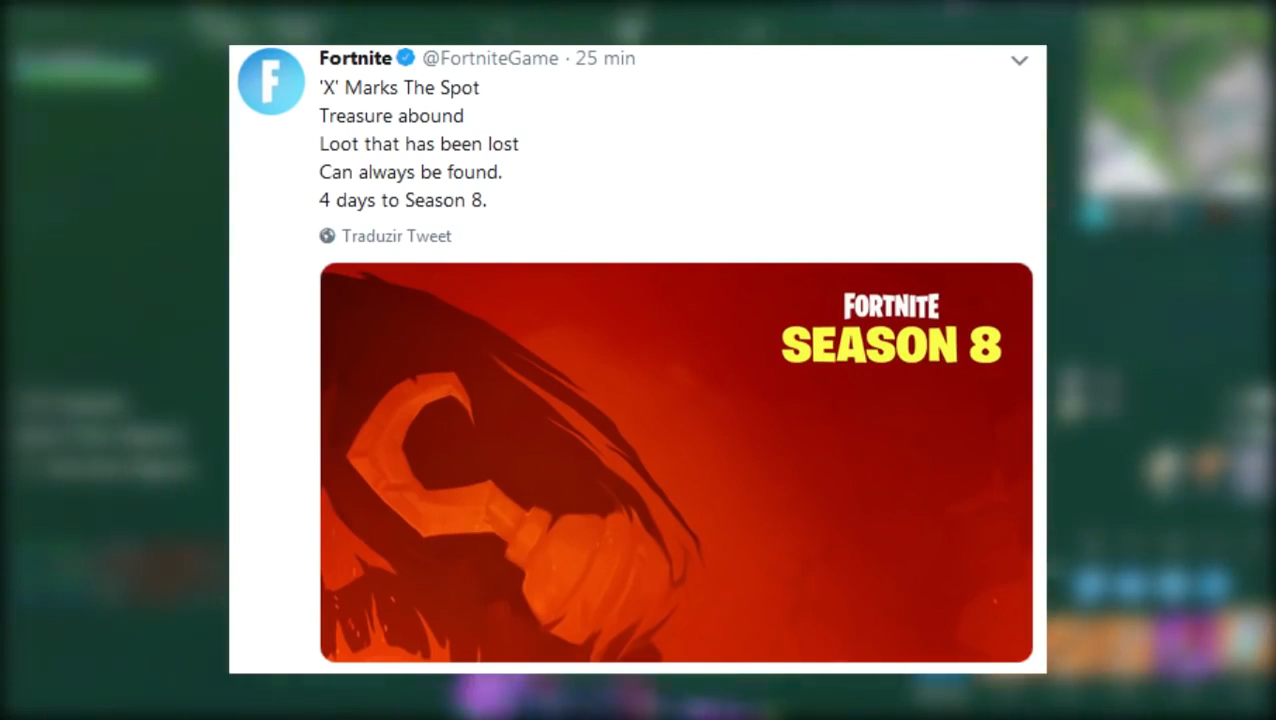 Fortnite @FortniteGame · 25 min
'X' Marks The Spot
Treasure abound
Loot that has been lost
Can always be found.
4 days to Season 8.
Traduzir Tweet
FORTNITE
SEASON 8